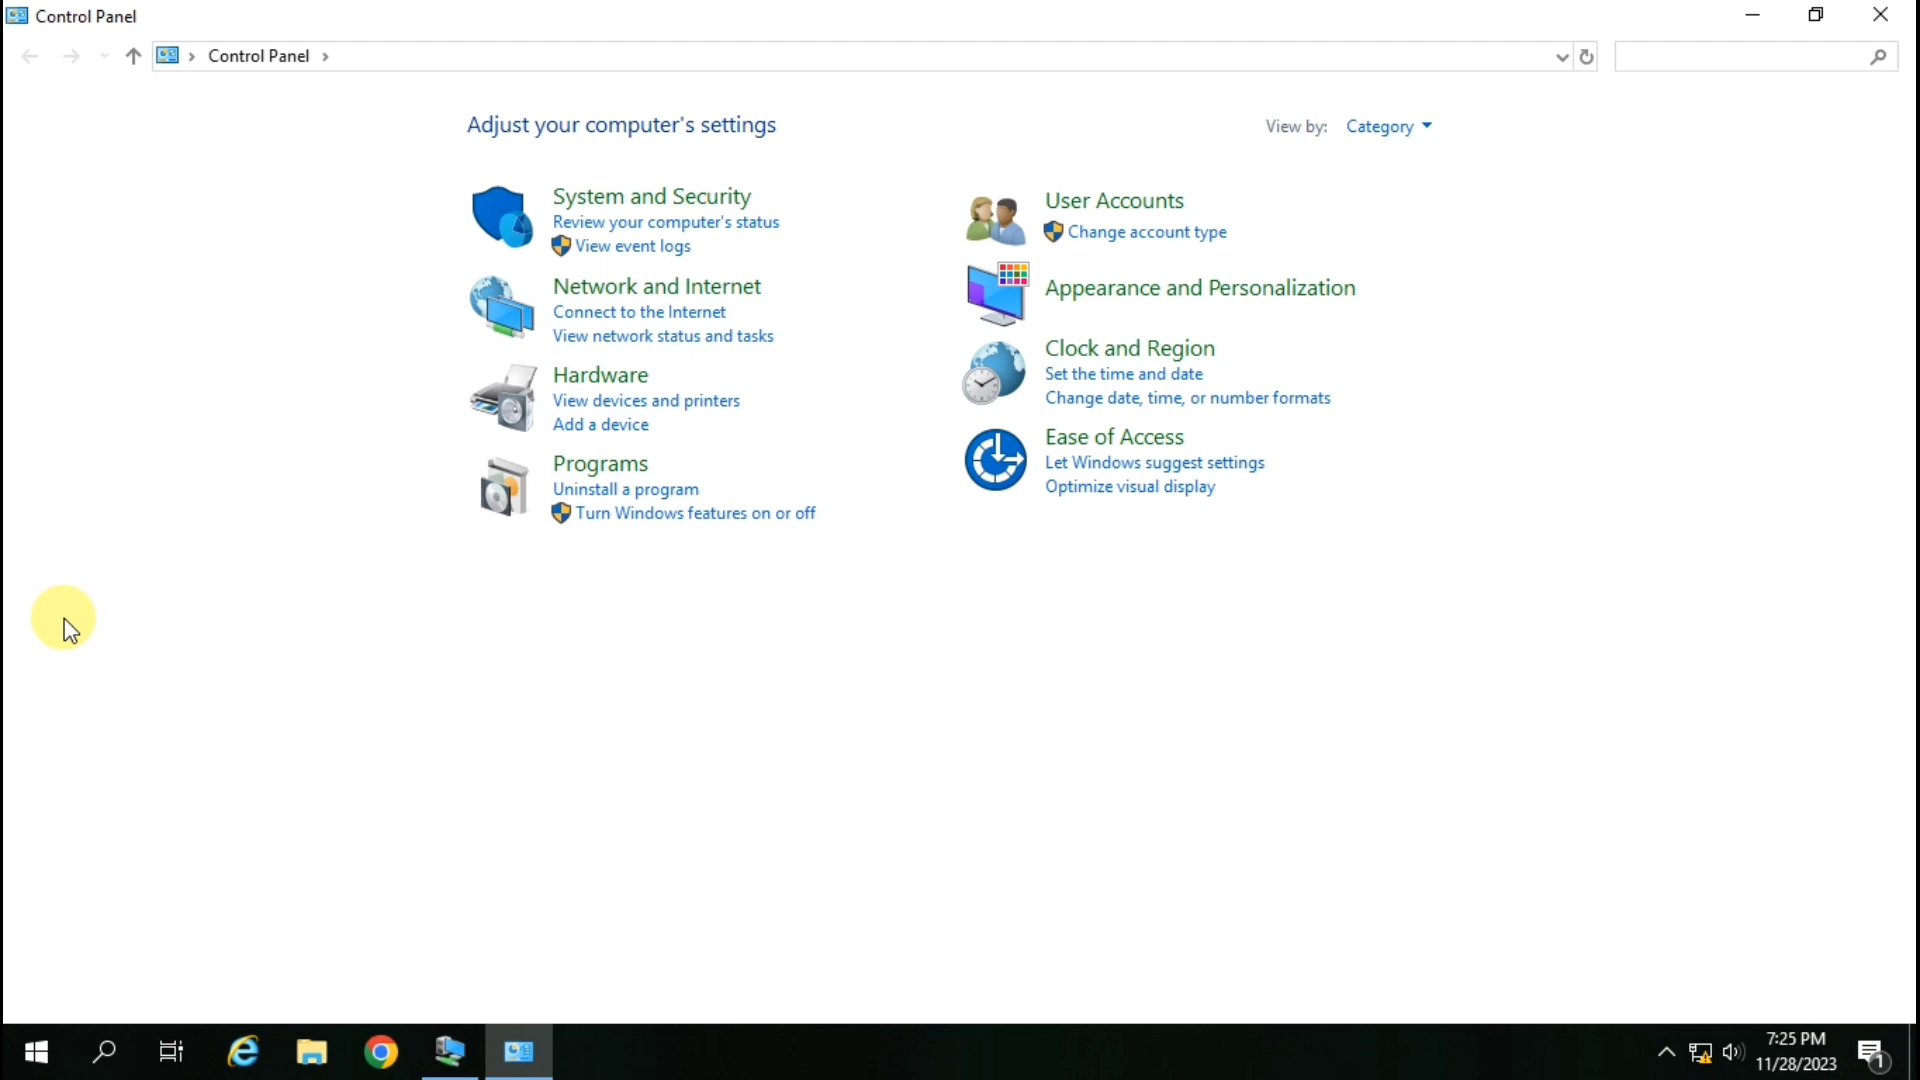 Control Panel
Control Panel
Adjust your computer's settings
View by: Category
System and Security
Review your computer's status
View event logs
Network and Internet
Connect to the Internet
View network status and tasks
Hardware
View devices and printers
Add a device
Programs
Uninstall a program
Turn Windows features on or off
User Accounts
Change account type
Appearance and Personalization
Clock and Region
Set the time and date
Change date, time, or number formats
Ease of Access
Let Windows suggest settings
Optimize visual display
7:25 PM
11/28/2023
1